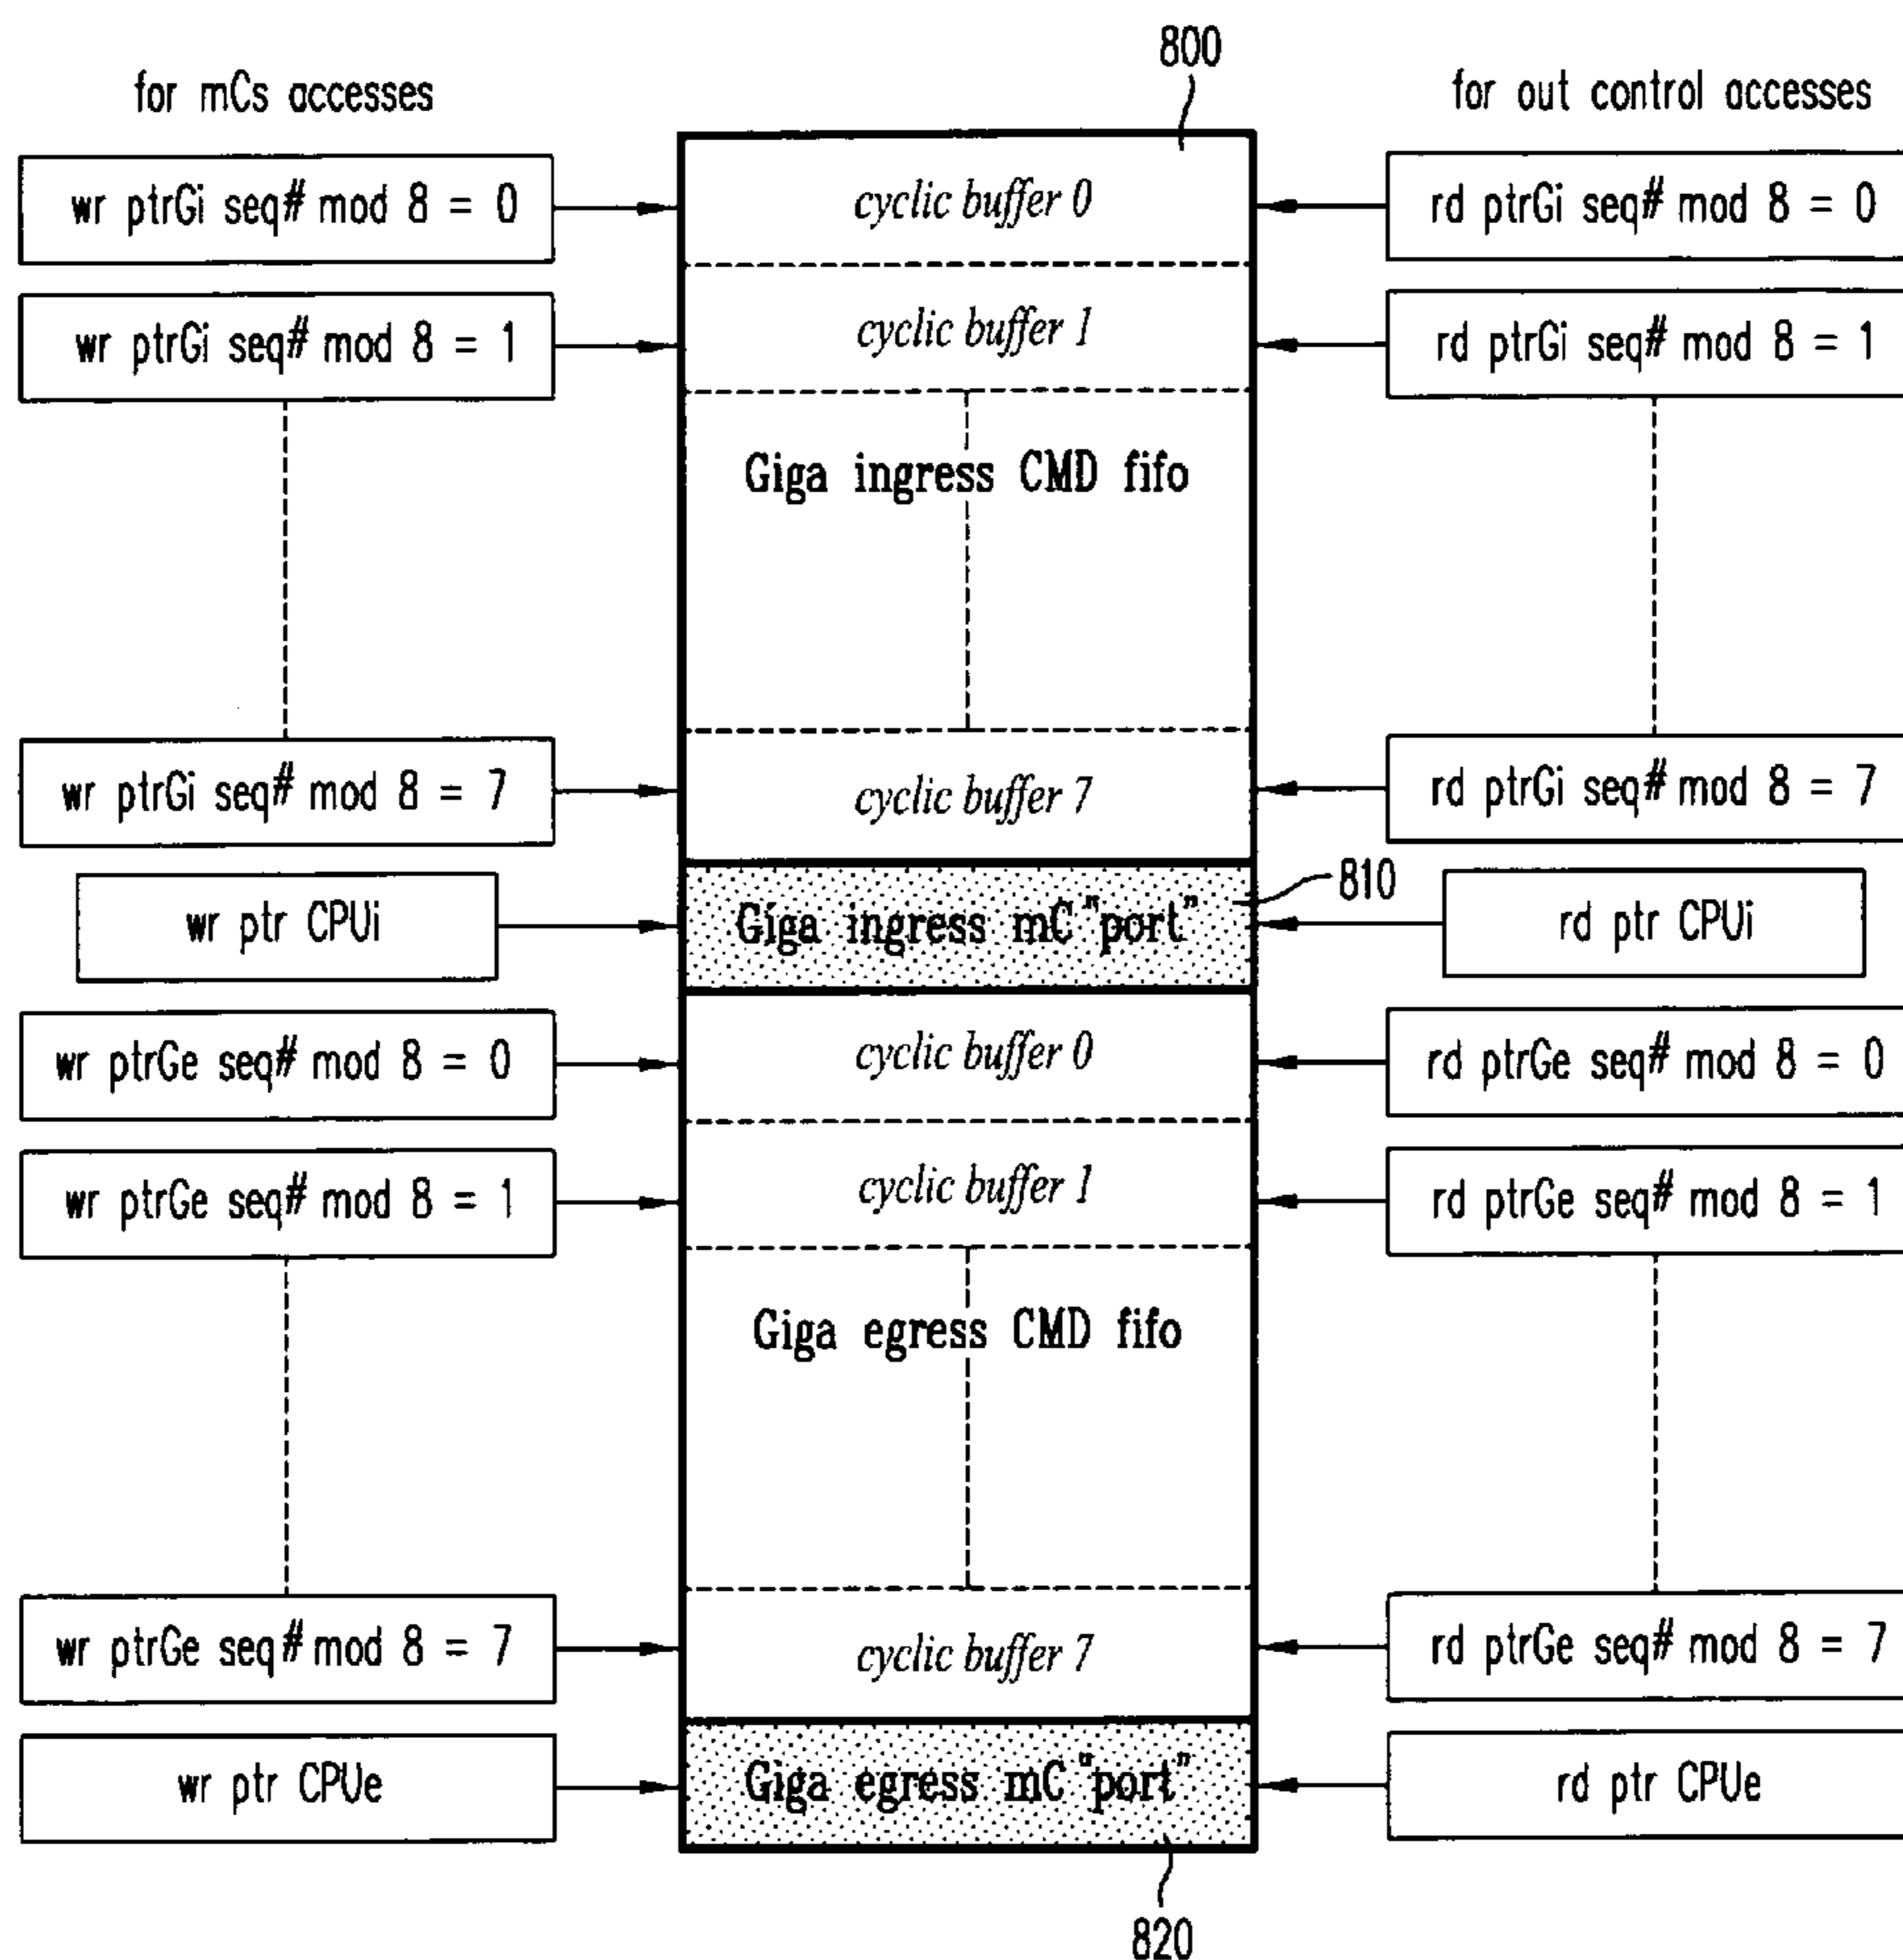 800
for mCs accesses
for out control accesses
wr ptrGi seq# mod 8 = 0
cyclic buffer 0
rd ptrGi seq# mod 8 = 0
wr ptrGi seq# mod 8 = 1
cyclic buffer 1
rd ptrGi seq# mod 8 = 1
Giga ingress CMD fifo
wr ptrGi seq# mod 8 = 7
cyclic buffer 7
rd ptrGi seq# mod 8 = 7
810
wr ptr CPUi
Giga ingress mC "port"
rd ptr CPUi
wr ptrGe seq# mod 8 = 0
cyclic buffer 0
rd ptrGe seq# mod 8 = 0
wr ptrGe seq# mod 8 = 1
cyclic buffer 1
rd ptrGe seq# mod 8 = 1
Giga egress CMD fifo
wr ptrGe seq# mod 8 = 7
cyclic buffer 7
rd ptrGe seq# mod 8 = 7
wr ptr CPUe
Giga egress mC "port"
rd ptr CPUe
820